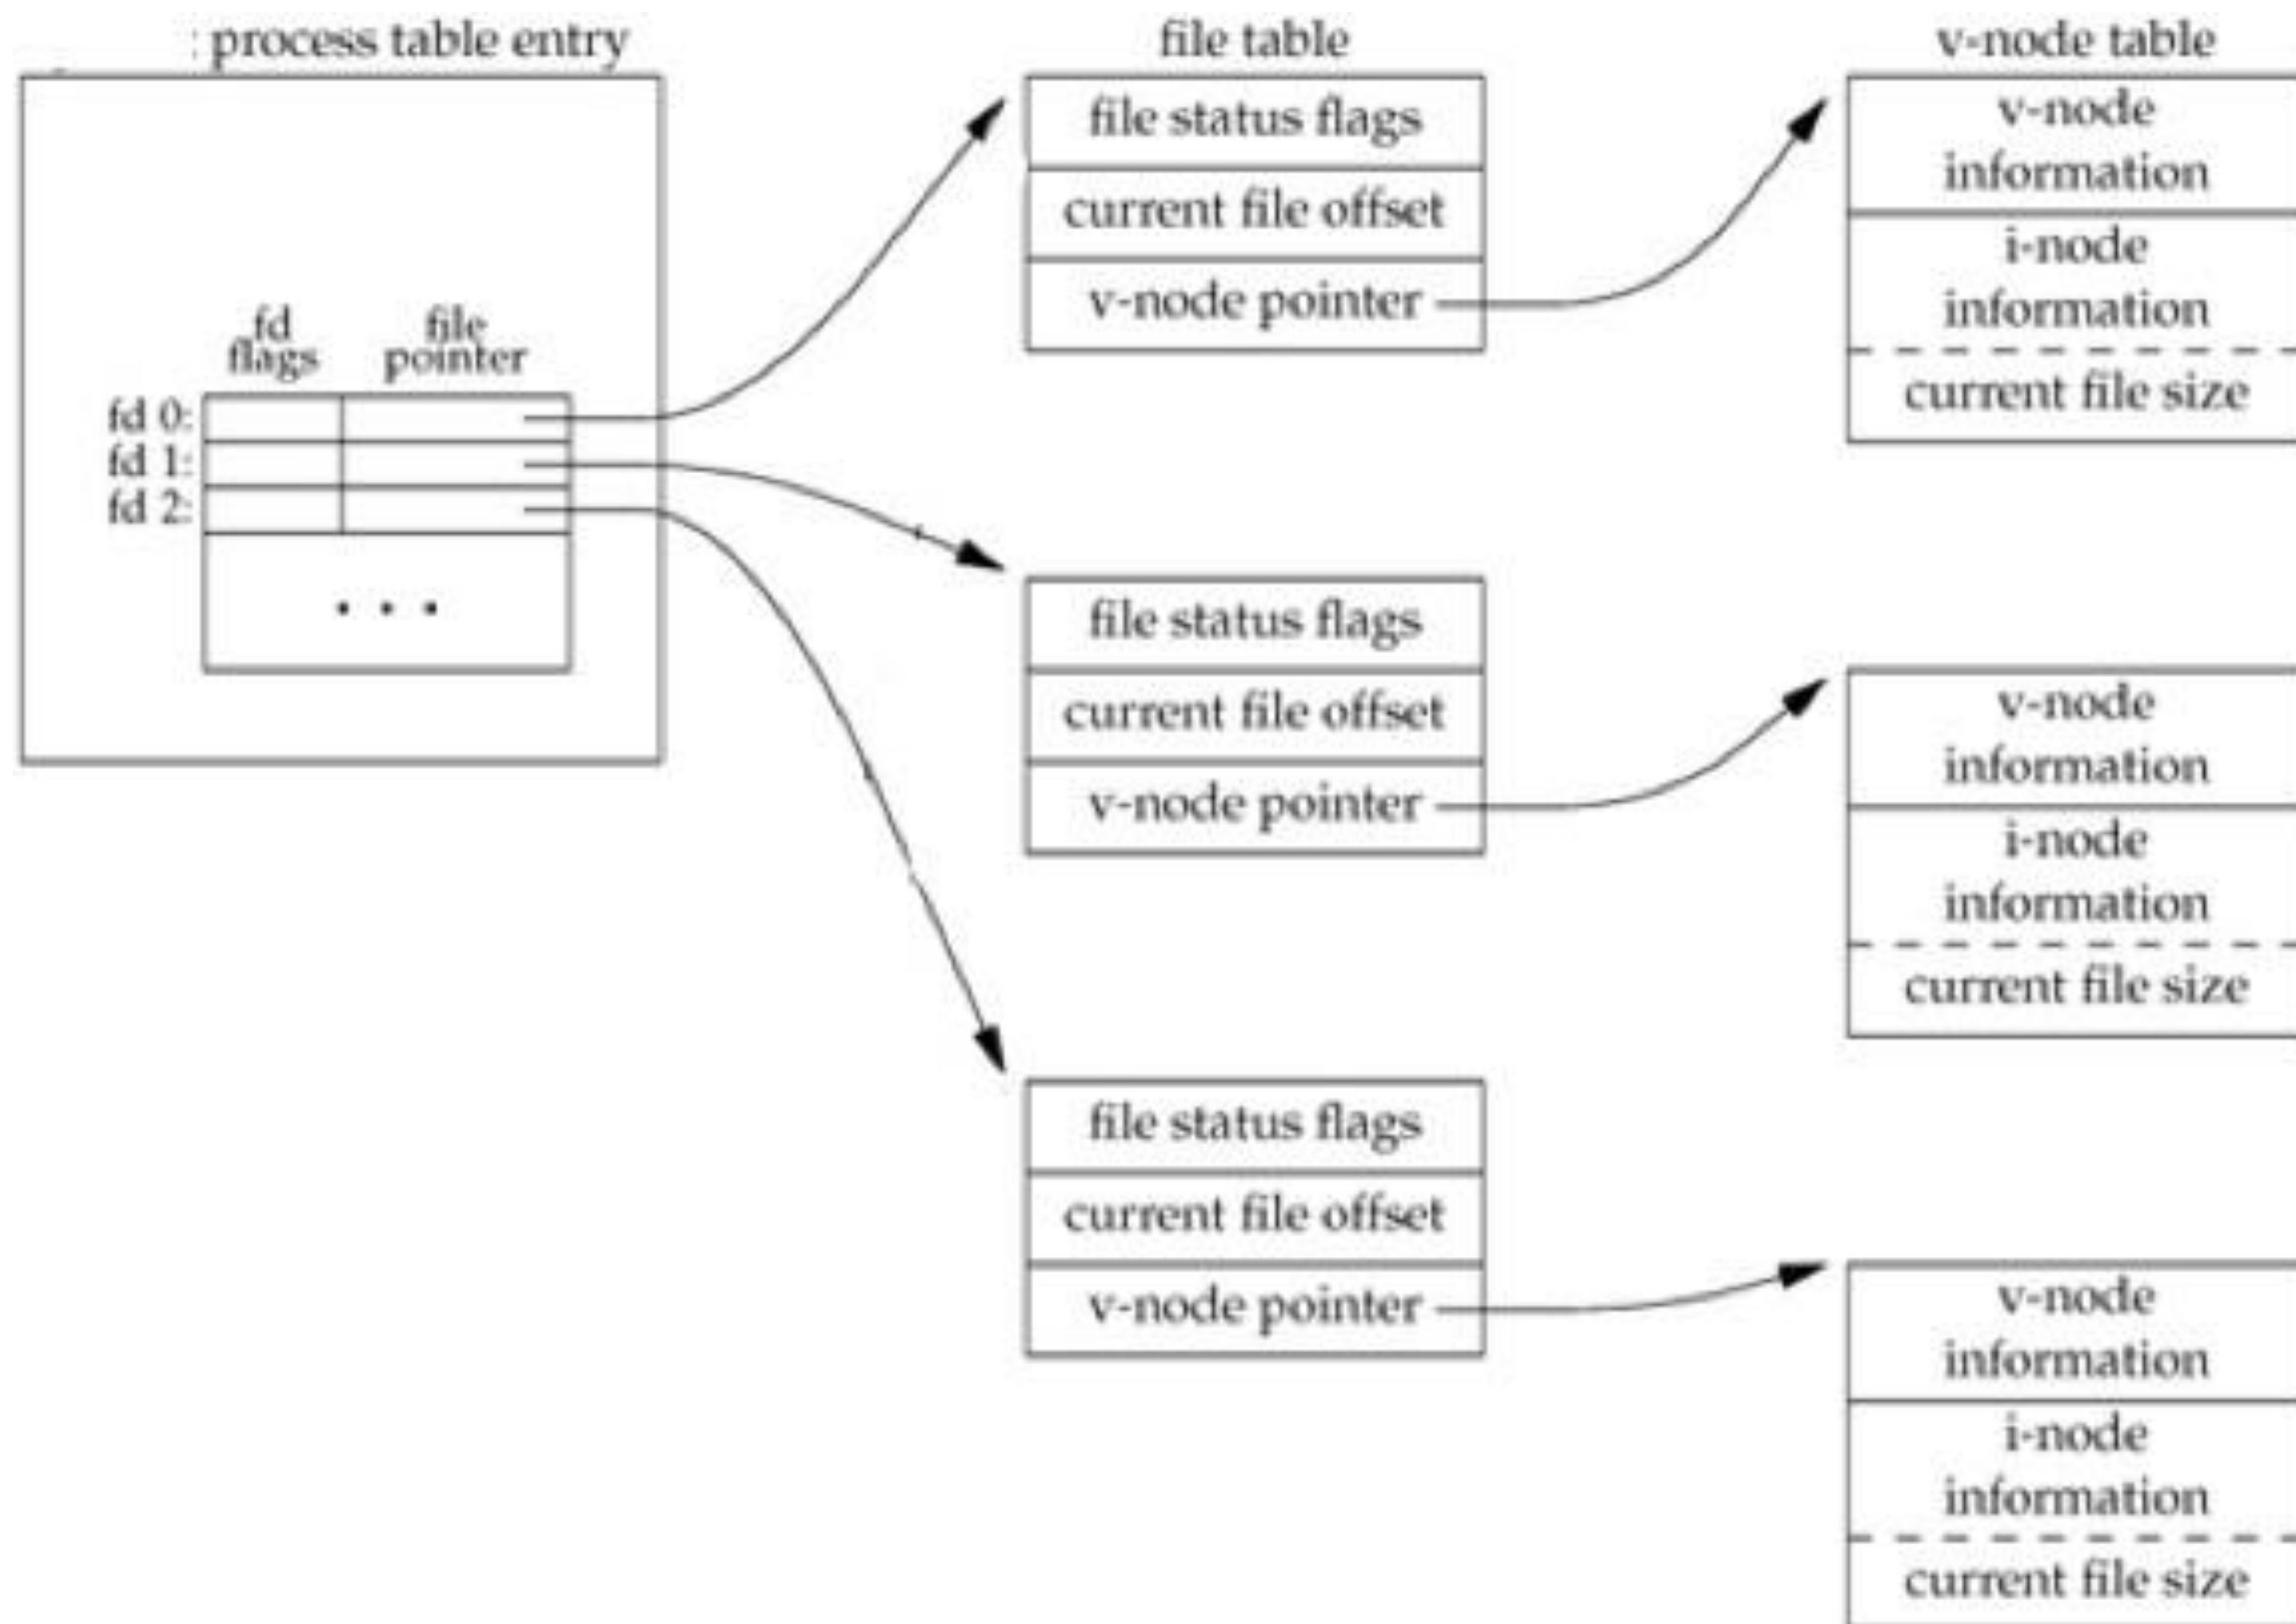 : process table entry
fd
flags
file
pointer
fd 0:
fd 1:
fd 2:
. . .
file table
file status flags
current file offset
v-node pointer
file status flags
current file offset
v-node pointer
file status flags
current file offset
v-node pointer
v-node table
v-node
information
i-node
information
current file size
v-node
information
i-node
information
current file size
v-node
information
i-node
information
current file size